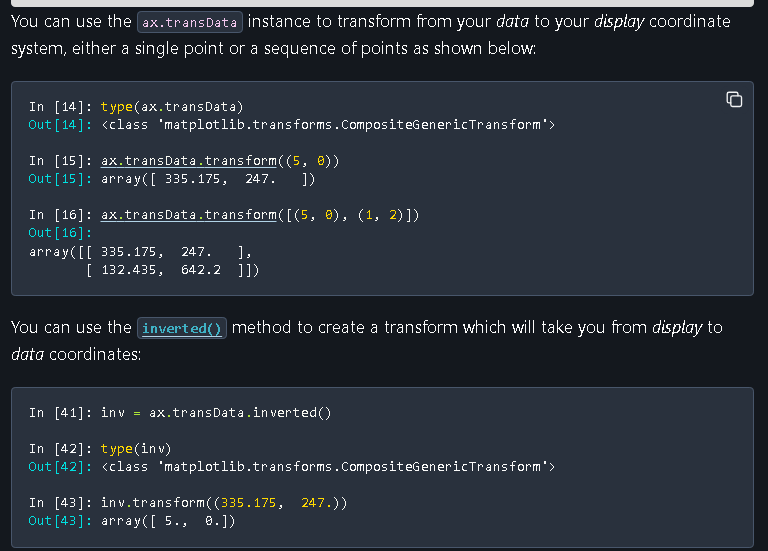 You can use the ax.transData instance to transform from your data to your display coordinate
system, either a single point or a sequence of points as shown below:
In [14]: type(ax.transData)
Out[14]: <class 'matplotlib.transforms.CompositeGenericTransform'>
In [15]: ax.transData.transform((5, 0))
Out[15]: array([ 335.175,  247.   ])
In [16]: ax.transData.transform([(5, 0), (1, 2)])
Out[16]:
array([[ 335.175,  247.   ],
       [ 132.435,  642.2  ]])
You can use the inverted() method to create a transform which will take you from display to
data coordinates:
In [41]: inv = ax.transData.inverted()
In [42]: type(inv)
Out[42]: <class 'matplotlib.transforms.CompositeGenericTransform'>
In [43]: inv.transform((335.175,  247.))
Out[43]: array([ 5.,  0.])